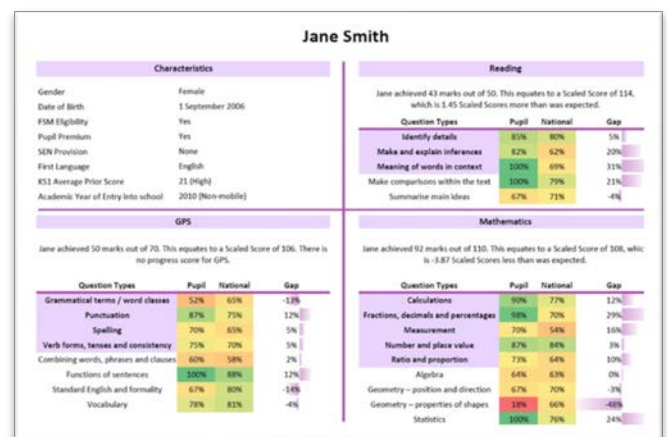 Jane Smith
Characteristics
Gender Female
Date of Birth 1 September 2006
FSM Eligibility Yes
Pupil Premium Yes
SEN Provision None
First Language English
KS1 Average Prior Score 21 (High)
Academic Year of Entry into school 2010 (Non-mobile)
Reading
Jane achieved 43 marks out of 50. This equates to a Scaled Score of 114,
which is 1.45 Scaled Scores more than was expected.
Question Types Pupil National Gap
Identify details 85% 80% 5%
Make and explain inferences 82% 62% 20%
Meaning of words in context 100% 69% 31%
Make comparisons within the text 100% 79% 21%
Summarise main ideas 67% 71% -4%
GPS
Jane achieved 50 marks out of 70. This equates to a Scaled Score of 106. There is
no progress score for GPS.
Question Types Pupil National Gap
Grammatical terms / word classes 52% 65% -13%
Punctuation 87% 75% 12%
Spelling 70% 65% 5%
Verb forms, tenses and consistency 75% 70% 5%
Combining words, phrases and clauses 60% 58% 2%
Functions of sentences 100% 88% 12%
Standard English and formality 67% 80% -14%
Vocabulary 78% 81% -4%
Mathematics
Jane achieved 92 marks out of 110. This equates to a Scaled Score of 108, whic
is -3.87 Scaled Scores less than was expected.
Question Types Pupil National Gap
Calculations 90% 77% 12%
Fractions, decimals and percentages 98% 70% 29%
Measurement 70% 54% 16%
Number and place value 87% 84% 3%
Ratio and proportion 73% 64% 10%
Algebra 64% 63% 0%
Geometry – position and direction 67% 70% -3%
Geometry – properties of shapes 18% 66% -48%
Statistics 100% 76% 24%